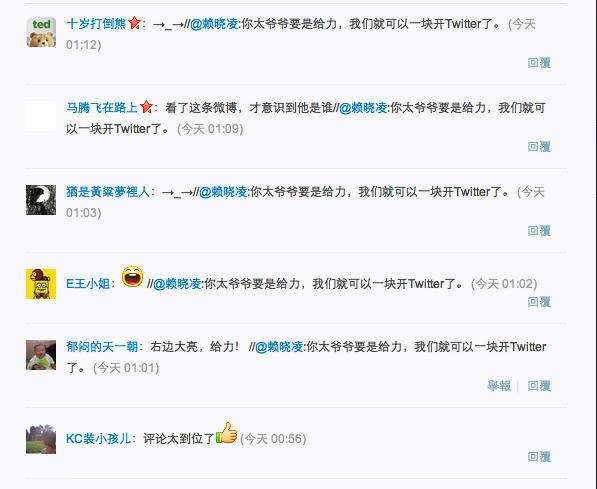 ted
十岁打倒熊：→_→//@赖晓凌:你太爷爷要是给力，我们就可以一块开Twitter了。 (今天
01:12)
回覆
马腾飞在路上：看了这条微博，才意识到他是谁//@赖晓凌:你太爷爷要是给力，我们就可
以一块开Twitter了。 (今天 01:09)
回覆
猶是黃粱夢裡人：→_→//@赖晓凌:你太爷爷要是给力，我们就可以一块开Twitter了。 (今天
01:03)
回覆
E王小姐： //@赖晓凌:你太爷爷要是给力，我们就可以一块开Twitter了。 (今天 01:02)
回覆
郁闷的天一朝：右边大亮，给力！ //@赖晓凌:你太爷爷要是给力，我们就可以一块开Twitter
了。 (今天 01:01)
舉報 | 回覆
KC装小孩儿：评论太到位了 (今天 00:56)
回覆